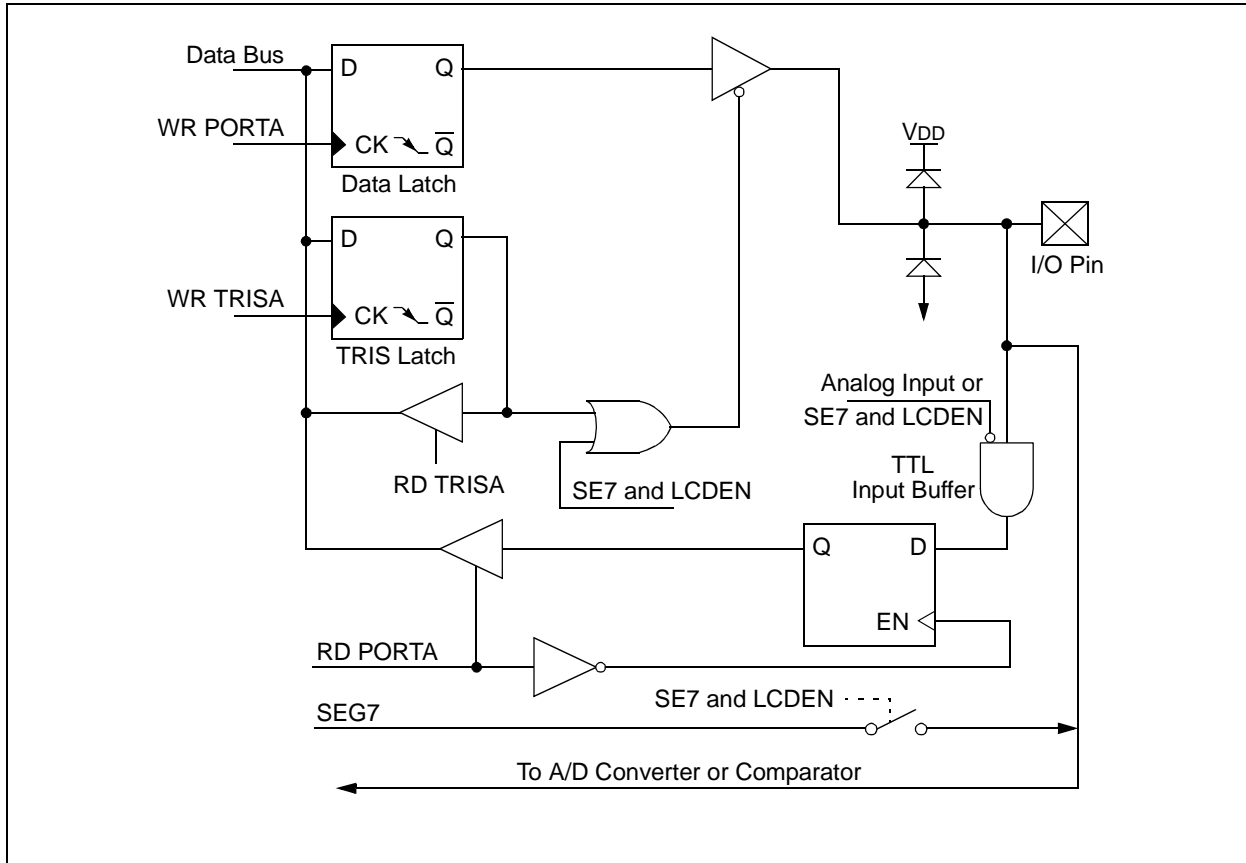 Data Bus
D Q
WR PORTA
CK Q̅
Data Latch
VDD
I/O Pin
D Q
WR TRISA
CK Q̅
TRIS Latch
Analog Input or
SE7 and LCDEN
RD TRISA
SE7 and LCDEN
TTL
Input Buffer
Q D
EN
RD PORTA
SE7 and LCDEN
SEG7
To A/D Converter or Comparator